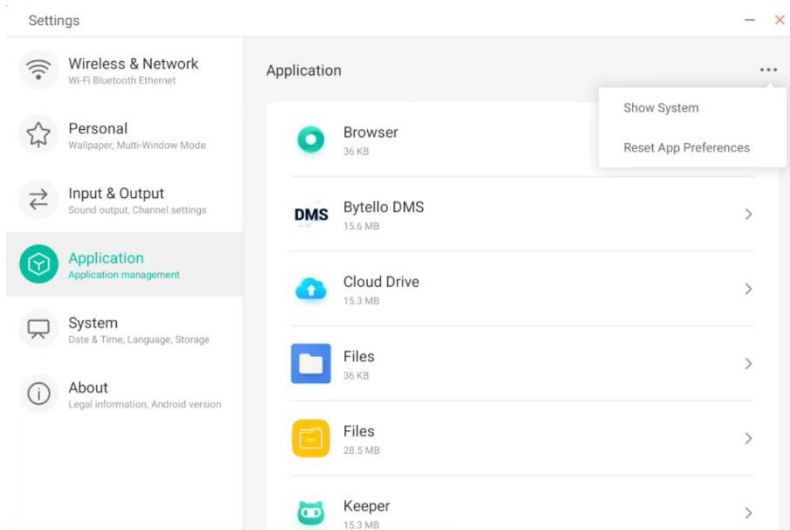 Settings
Wireless & Network
Wi-Fi Bluetooth Ethernet
Personal
Wallpaper, Multi-Window Mode
Input & Output
Sound output, Channel settings
Application
Application management
System
Date & Time, Language, Storage
About
Legal information, Android version
Application
Show System
Reset App Preferences
Browser
36 KB
DMS
Bytello DMS
15.6 MB
Cloud Drive
15.3 MB
Files
36 KB
Files
28.5 MB
Keeper
15.3 MB